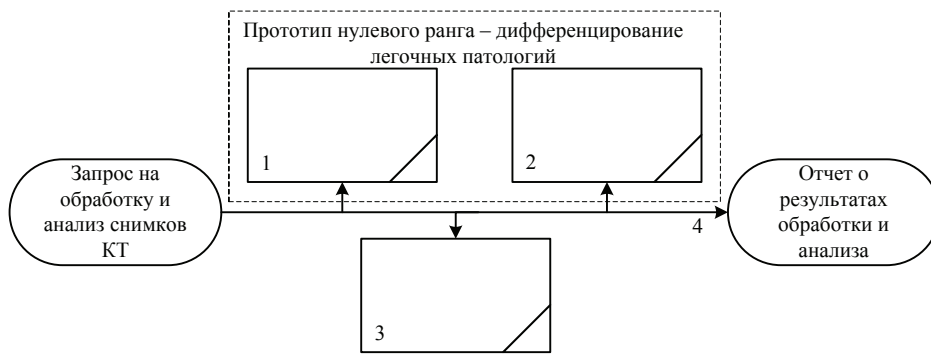 Прототип нулевого ранга – дифференцирование
легочных патологий
1
2
Запрос на
обработку и
анализ снимков
КТ
Отчет о
результатах
обработки и
анализа
4
3